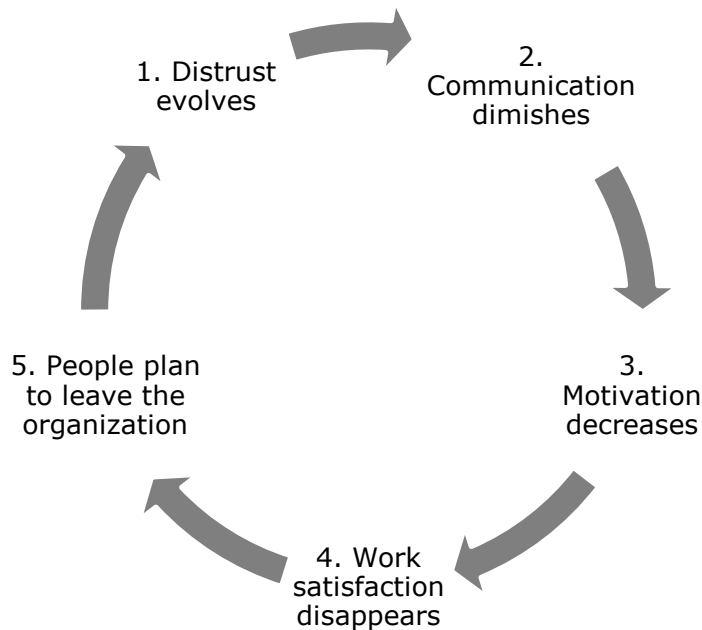 1. Distrust
evolves
2.
Communication
dimishes
3.
Motivation
decreases
4. Work
satisfaction
disappears
5. People plan
to leave the
organization